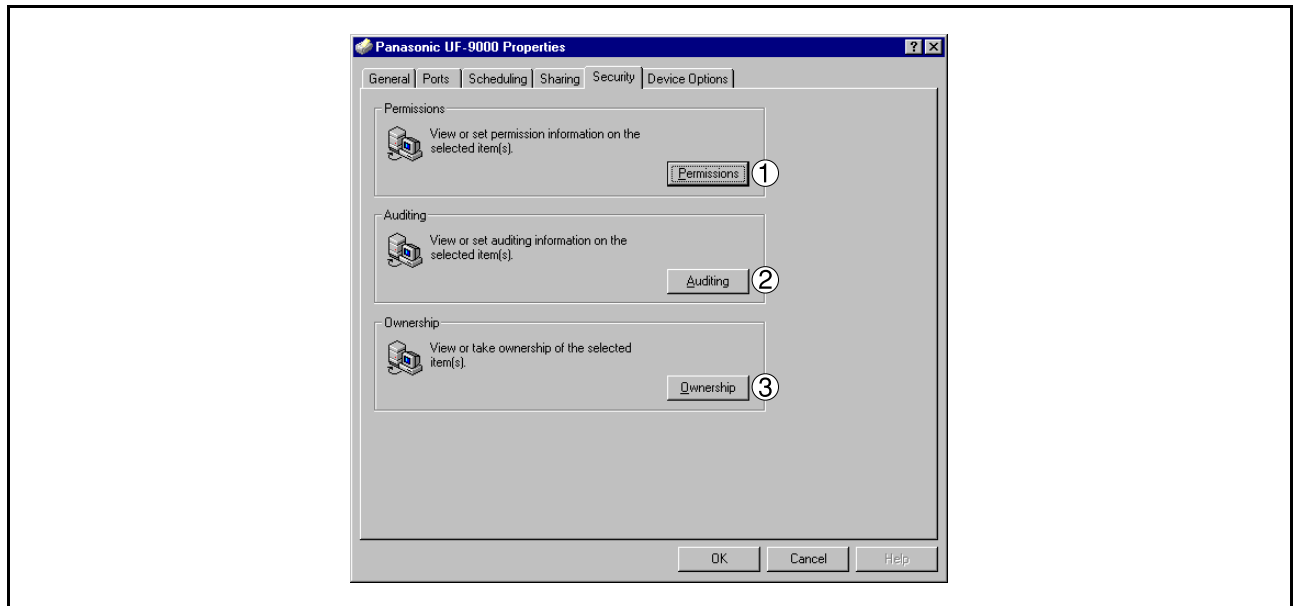 Panasonic UF-9000 Properties
General Ports Scheduling Sharing Security Device Options
Permissions
View or set permission information on the
selected item(s).
Permissions ①
Auditing
View or set auditing information on the
selected item(s).
Auditing ②
Ownership
View or take ownership of the selected
item(s).
Ownership ③
OK Cancel Help